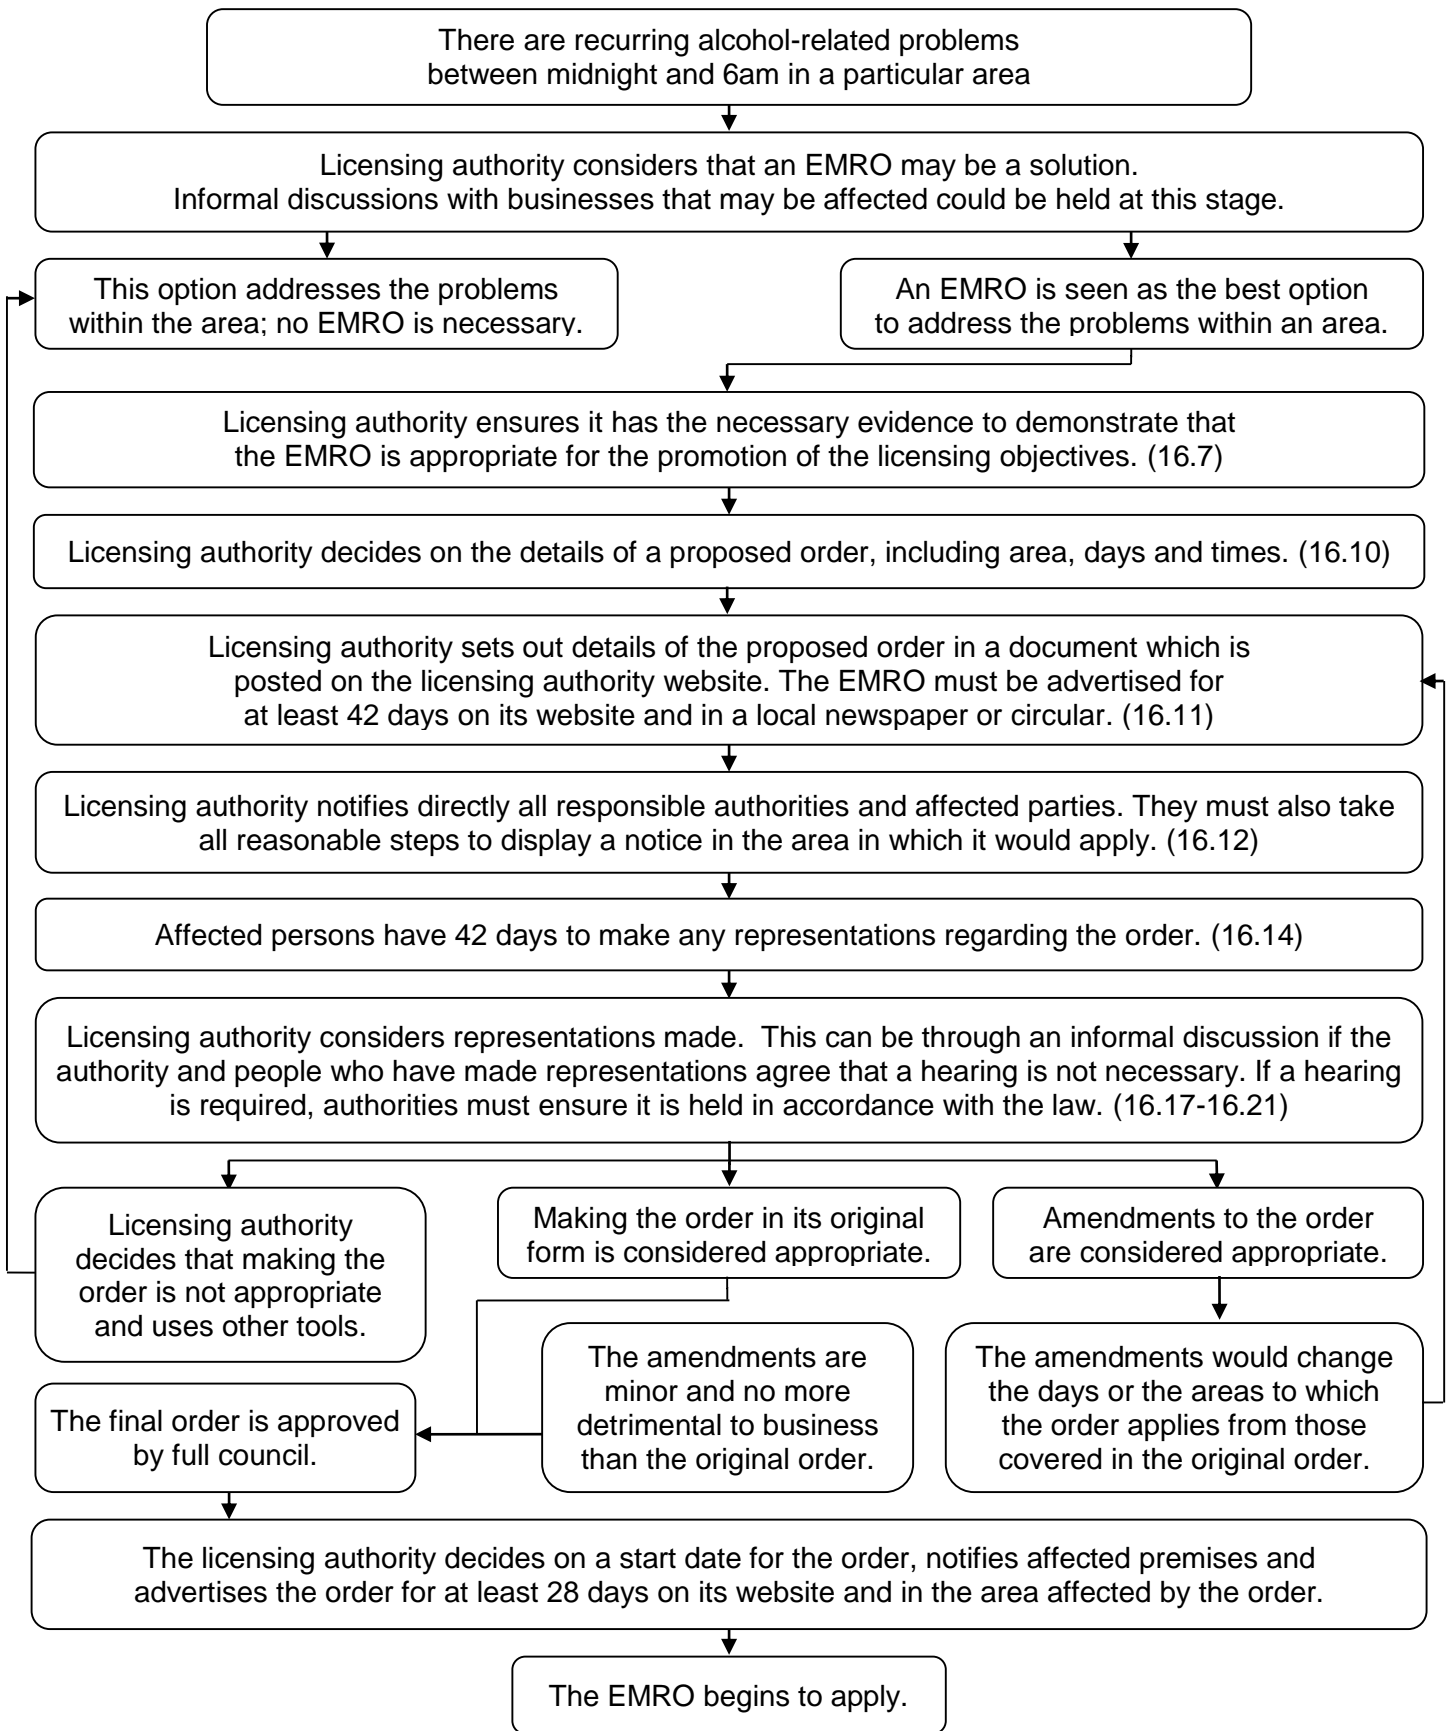 There are recurring alcohol-related problems
between midnight and 6am in a particular area
Licensing authority considers that an EMRO may be a solution.
Informal discussions with businesses that may be affected could be held at this stage.
This option addresses the problems
within the area; no EMRO is necessary.
An EMRO is seen as the best option
to address the problems within an area.
Licensing authority ensures it has the necessary evidence to demonstrate that
the EMRO is appropriate for the promotion of the licensing objectives. (16.7)
Licensing authority decides on the details of a proposed order, including area, days and times. (16.10)
Licensing authority sets out details of the proposed order in a document which is
posted on the licensing authority website. The EMRO must be advertised for
at least 42 days on its website and in a local newspaper or circular. (16.11)
Licensing authority notifies directly all responsible authorities and affected parties. They must also take
all reasonable steps to display a notice in the area in which it would apply. (16.12)
Affected persons have 42 days to make any representations regarding the order. (16.14)
Licensing authority considers representations made. This can be through an informal discussion if the
authority and people who have made representations agree that a hearing is not necessary. If a hearing
is required, authorities must ensure it is held in accordance with the law. (16.17-16.21)
Licensing authority
decides that making the
order is not appropriate
and uses other tools.
Making the order in its original
form is considered appropriate.
Amendments to the order
are considered appropriate.
The amendments are
minor and no more
detrimental to business
than the original order.
The amendments would change
the days or the areas to which
the order applies from those
covered in the original order.
The final order is approved
by full council.
The licensing authority decides on a start date for the order, notifies affected premises and
advertises the order for at least 28 days on its website and in the area affected by the order.
The EMRO begins to apply.